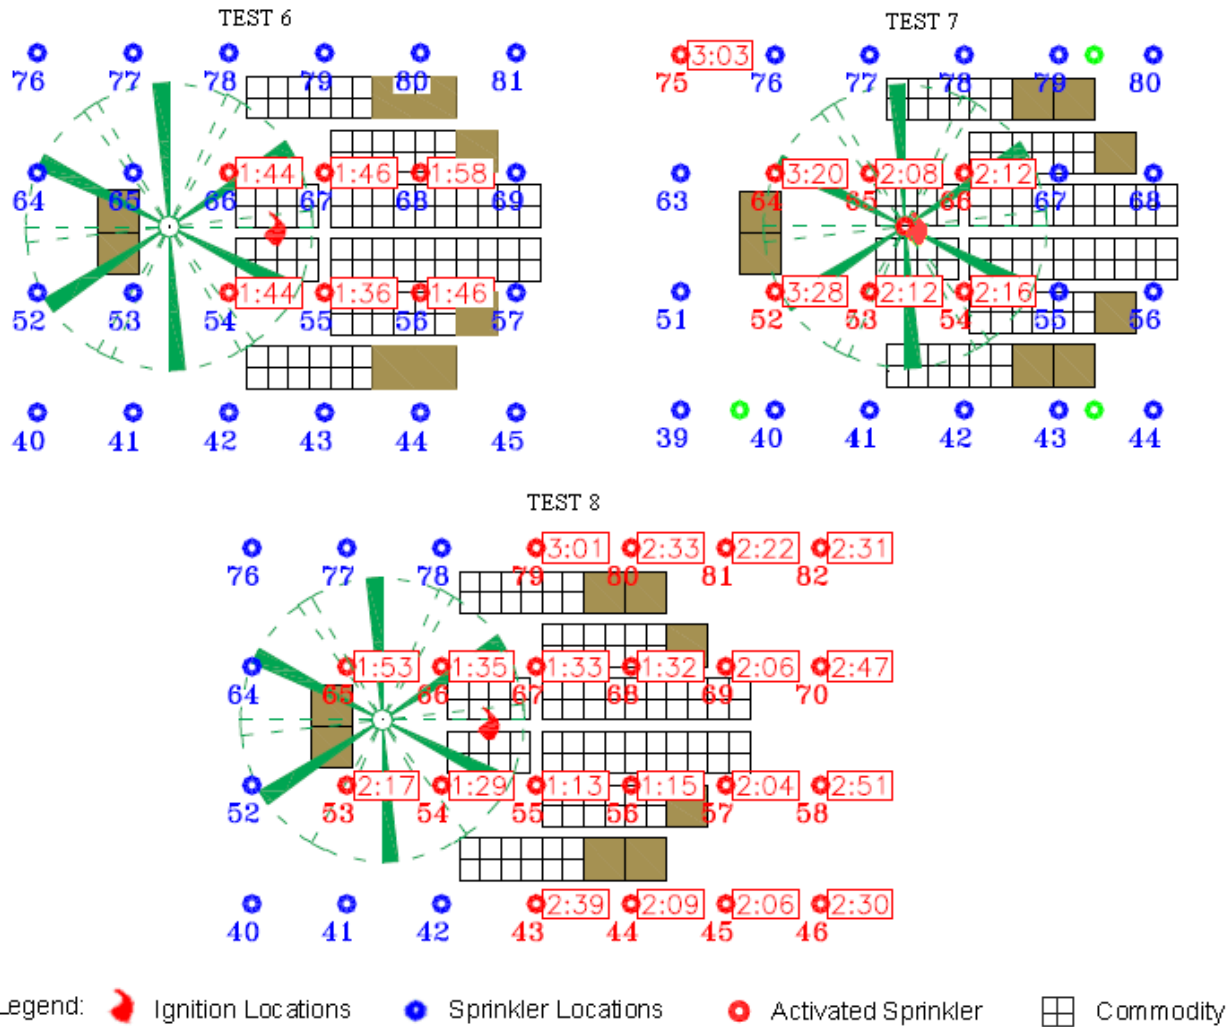 TEST 6
76 77 78 79 80 81
1:44 1:46 1:58
64 65 66 67 68 69
1:44 1:36 1:46
52 53 54 55 56 57
40 41 42 43 44 45
TEST 7
3:03
75 76 77 78 79 80
3:20 2:08 2:12
63 64 65 66 67 68
3:28 2:12 2:16
51 52 53 54 55 56
39 40 41 42 43 44
TEST 8
3:01 2:33 2:22 2:31
76 77 78 79 80 81 82
1:53 1:35 1:33 1:32 2:06 2:47
64 65 66 67 68 69 70
2:17 1:29 1:13 1:15 2:04 2:51
52 53 54 55 56 57 58
2:39 2:09 2:06 2:30
40 41 42 43 44 45 46
Legend: Ignition Locations Sprinkler Locations Activated Sprinkler Commodity